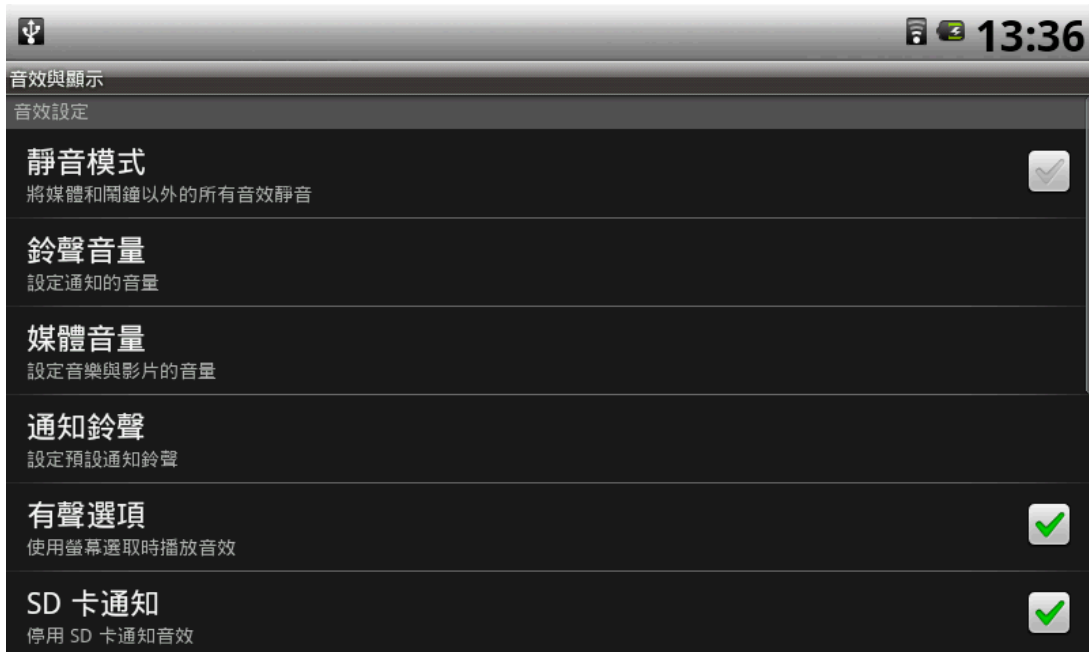 13:36
音效與顯示
音效設定
靜音模式
將媒體和鬧鐘以外的所有音效靜音
鈴聲音量
設定通知的音量
媒體音量
設定音樂與影片的音量
通知鈴聲
設定預設通知鈴聲
有聲選項
使用螢幕選取時播放音效
SD 卡通知
停用 SD 卡通知音效